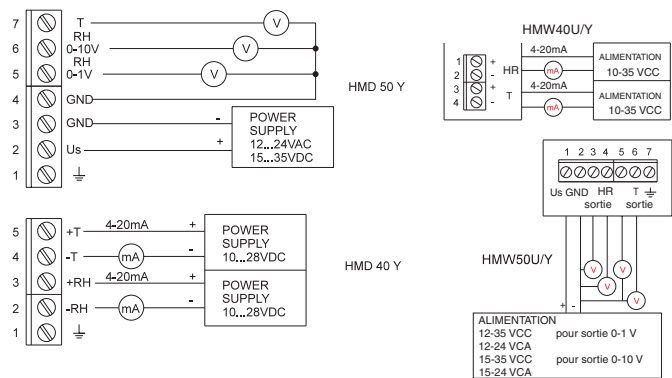 7 T V
RH
6 0-10V V
RH
5 0-1V V
4 GND
3 GND - POWER
SUPPLY
2 Us + 12...24VAC
15...35VDC
1
HMD 50 Y
5 +T 4-20mA + POWER
SUPPLY
4 -T mA - 10...28VDC
3 +RH 4-20mA + POWER
SUPPLY
2 -RH mA - 10...28VDC
1
HMD 40 Y
HMW40U/Y
4-20mA
1 + ALIMENTATION
HR
2 - mA 10-35 VCC
4-20mA
3 + ALIMENTATION
T
4 - mA 10-35 VCC
1 2 3 4 5 6 7
Us GND HR T
sortie sortie
HMW50U/Y
V V
V
V
+ -
ALIMENTATION
12-35 VCC pour sortie 0-1 V
12-24 VCA
15-35 VCC pour sortie 0-10 V
15-24 VCA